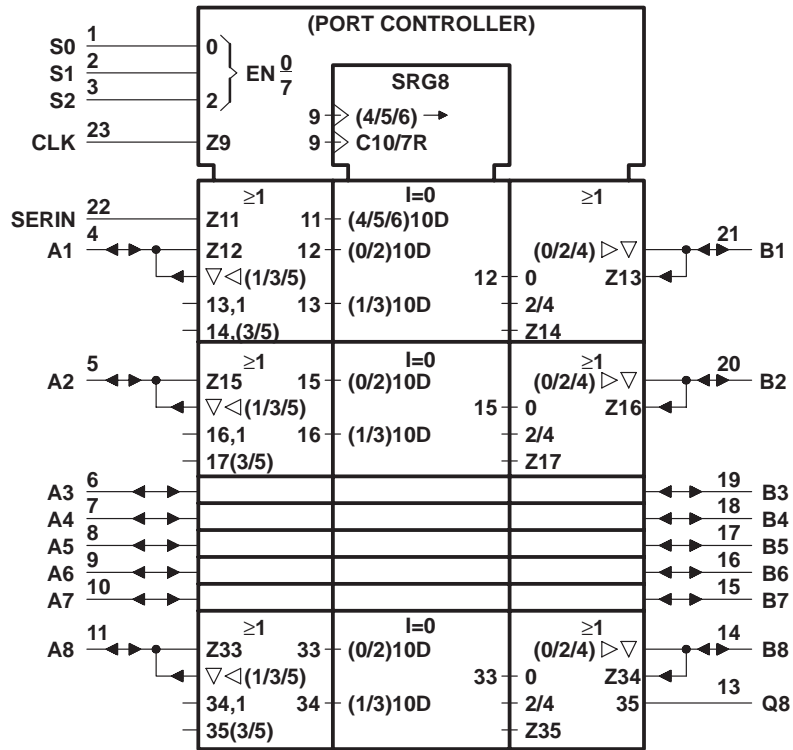 (PORT CONTROLLER)
S0 1 0
S1 2 EN 0/7
S2 3 2
SRG8
9 (4/5/6)
CLK 23 Z9 9 C10/7R
≥1 I=0 ≥1
SERIN 22 Z11 11 (4/5/6)10D
A1 4 Z12 12 (0/2)10D (0/2/4) ▷▽ 21 B1
▽◁(1/3/5) 12 0 Z13
13,1 13 (1/3)10D 2/4
14,(3/5) Z14
≥1 I=0 ≥1
A2 5 Z15 15 (0/2)10D (0/2/4) ▷▽ 20 B2
▽◁(1/3/5) 15 0 Z16
16,1 16 (1/3)10D 2/4
17(3/5) Z17
A3 6 19 B3
A4 7 18 B4
A5 8 17 B5
A6 9 16 B6
A7 10 15 B7
≥1 I=0 ≥1
A8 11 Z33 33 (0/2)10D (0/2/4) ▷▽ 14 B8
▽◁(1/3/5) 33 0 Z34
34,1 34 (1/3)10D 2/4 35 13 Q8
35(3/5) Z35